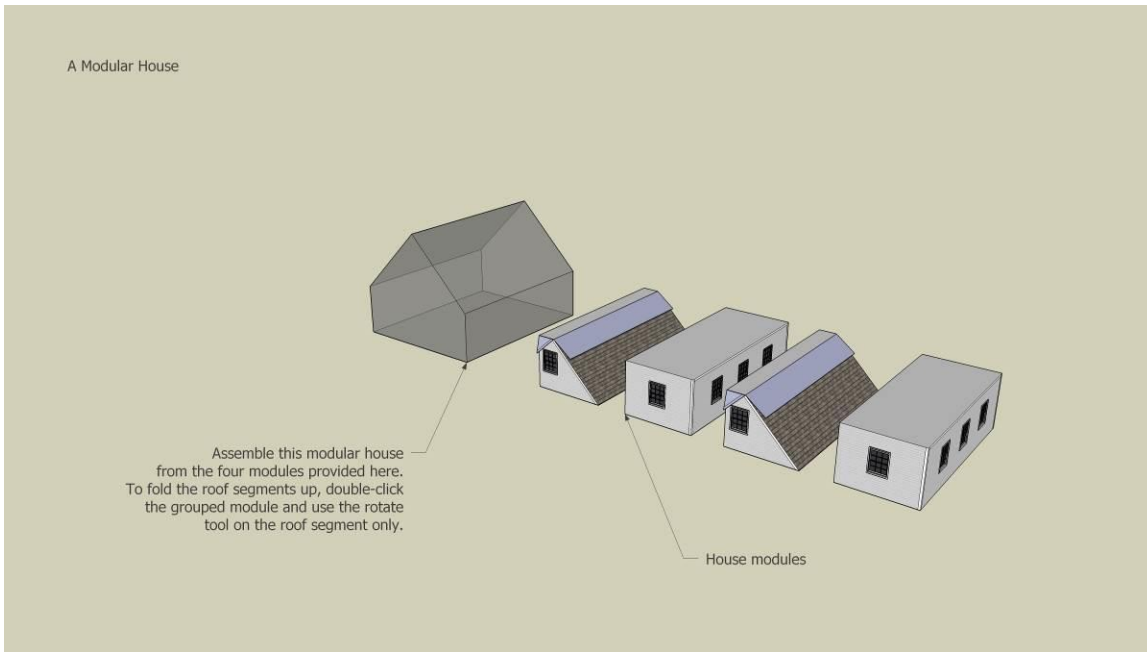 A Modular House
Assemble this modular house
from the four modules provided here.
To fold the roof segments up, double-click
the grouped module and use the rotate
tool on the roof segment only.
House modules